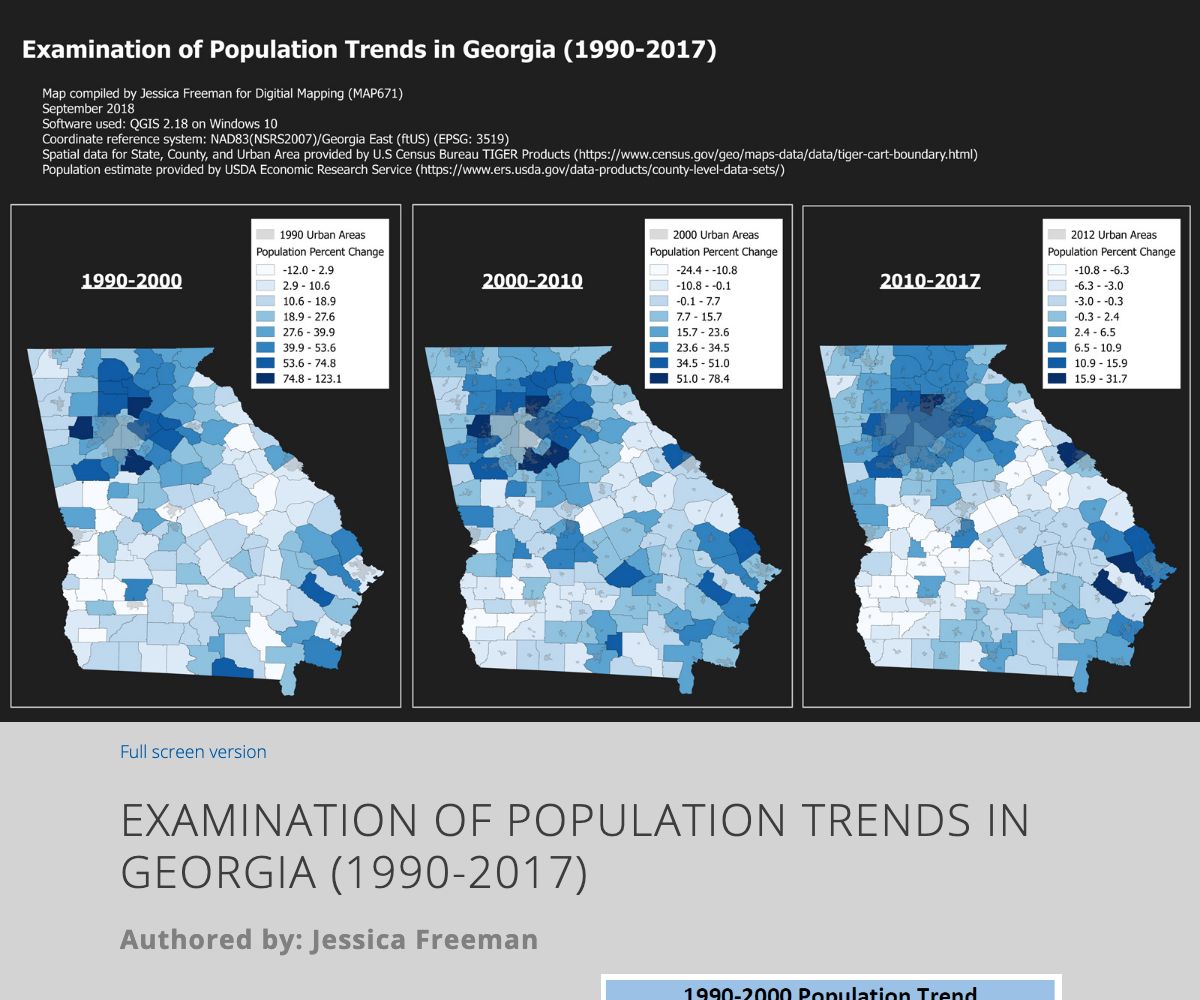 Examination of Population Trends in Georgia (1990-2017)
Map compiled by Jessica Freeman for Digitial Mapping (MAP671)
September 2018
Software used: QGIS 2.18 on Windows 10
Coordinate reference system: NAD83(NSRS2007)/Georgia East (ftUS) (EPSG: 3519)
Spatial data for State, County, and Urban Area provided by U.S Census Bureau TIGER Products (https://www.census.gov/geo/maps-data/data/tiger-cart-boundary.html)
Population estimate provided by USDA Economic Research Service (https://www.ers.usda.gov/data-products/county-level-data-sets/)
1990-2000
1990 Urban Areas
Population Percent Change
-12.0 - 2.9
2.9 - 10.6
10.6 - 18.9
18.9 - 27.6
27.6 - 39.9
39.9 - 53.6
53.6 - 74.8
74.8 - 123.1
2000-2010
2000 Urban Areas
Population Percent Change
-24.4 - -10.8
-10.8 - -0.1
-0.1 - 7.7
7.7 - 15.7
15.7 - 23.6
23.6 - 34.5
34.5 - 51.0
51.0 - 78.4
2010-2017
2012 Urban Areas
Population Percent Change
-10.8 - -6.3
-6.3 - -3.0
-3.0 - -0.3
-0.3 - 2.4
2.4 - 6.5
6.5 - 10.9
10.9 - 15.9
15.9 - 31.7
Full screen version
EXAMINATION OF POPULATION TRENDS IN
GEORGIA (1990-2017)
Authored by: Jessica Freeman
1990-2000 Population Trend